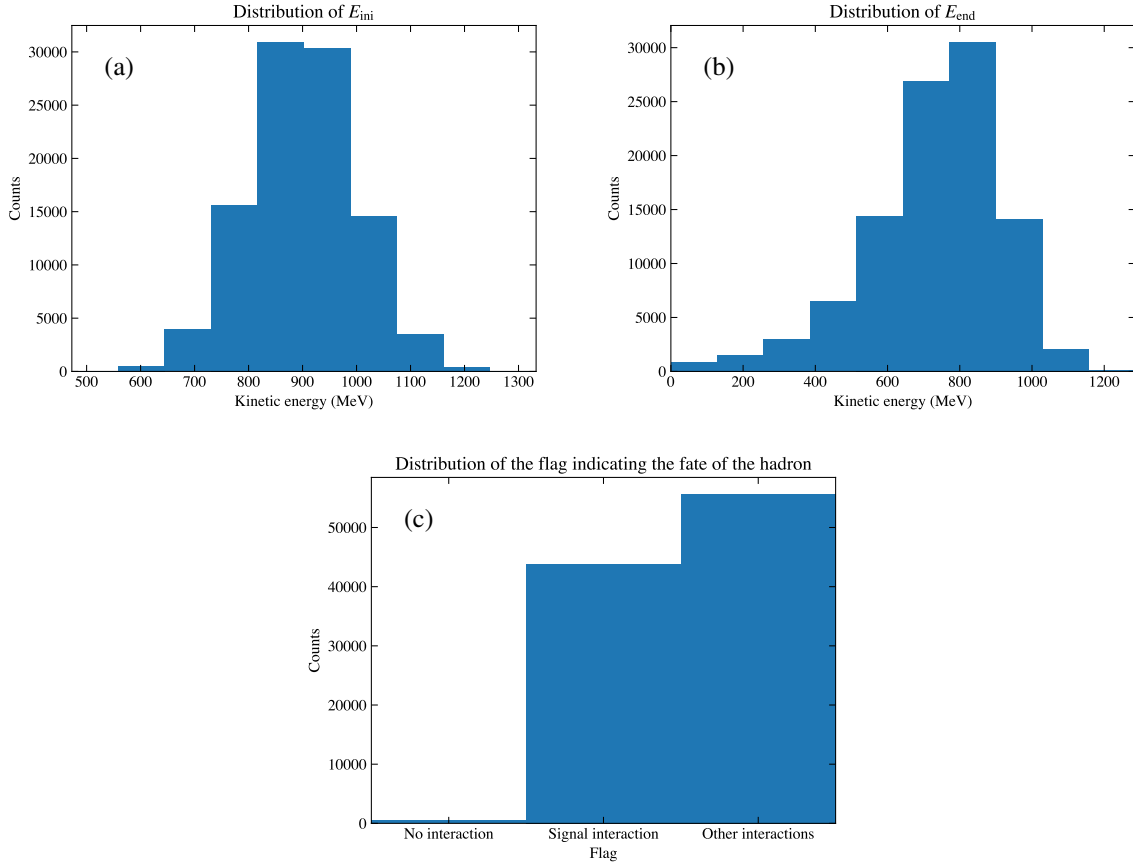 Distribution of E_ini
(a)
30000
25000
20000
15000
10000
5000
0
Counts
500 600 700 800 900 1000 1100 1200 1300
Kinetic energy (MeV)
Distribution of E_end
(b)
30000
25000
20000
15000
10000
5000
0
Counts
0 200 400 600 800 1000 1200
Kinetic energy (MeV)
Distribution of the flag indicating the fate of the hadron
(c)
50000
40000
30000
20000
10000
0
Counts
No interaction Signal interaction Other interactions
Flag